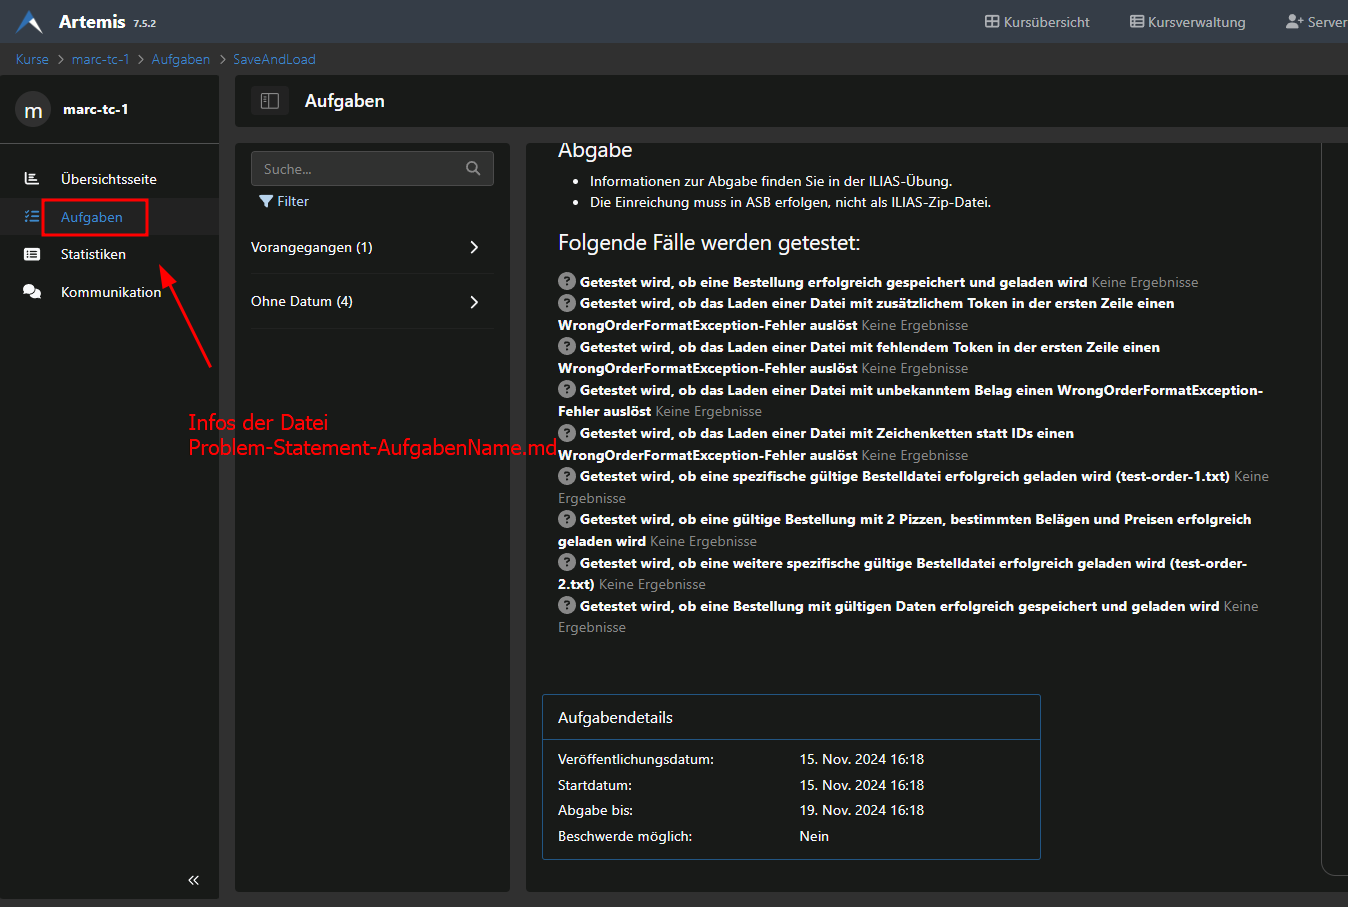 Artemis 7.5.2
Kursübersicht
Kursverwaltung
Server
Kurse > marc-tc-1 > Aufgaben > SaveAndLoad
m marc-tc-1
Übersichtsseite
Aufgaben
Statistiken
Kommunikation
«
Infos der Datei
Problem-Statement-AufgabenName.md
Aufgaben
Suche...
Filter
Vorangegangen (1)
Ohne Datum (4)
Abgabe
• Informationen zur Abgabe finden Sie in der ILIAS-Übung.
• Die Einreichung muss in ASB erfolgen, nicht als ILIAS-Zip-Datei.
Folgende Fälle werden getestet:
? Getestet wird, ob eine Bestellung erfolgreich gespeichert und geladen wird Keine Ergebnisse
? Getestet wird, ob das Laden einer Datei mit zusätzlichem Token in der ersten Zeile einen
WrongOrderFormatException-Fehler auslöst Keine Ergebnisse
? Getestet wird, ob das Laden einer Datei mit fehlendem Token in der ersten Zeile einen
WrongOrderFormatException-Fehler auslöst Keine Ergebnisse
? Getestet wird, ob das Laden einer Datei mit unbekanntem Belag einen WrongOrderFormatException-
Fehler auslöst Keine Ergebnisse
? Getestet wird, ob das Laden einer Datei mit Zeichenketten statt IDs einen
WrongOrderFormatException-Fehler auslöst Keine Ergebnisse
? Getestet wird, ob eine spezifische gültige Bestelldatei erfolgreich geladen wird (test-order-1.txt) Keine
Ergebnisse
? Getestet wird, ob eine gültige Bestellung mit 2 Pizzen, bestimmten Belägen und Preisen erfolgreich
geladen wird Keine Ergebnisse
? Getestet wird, ob eine weitere spezifische gültige Bestelldatei erfolgreich geladen wird (test-order-
2.txt) Keine Ergebnisse
? Getestet wird, ob eine Bestellung mit gültigen Daten erfolgreich gespeichert und geladen wird Keine
Ergebnisse
Aufgabendetails
Veröffentlichungsdatum: 15. Nov. 2024 16:18
Startdatum: 15. Nov. 2024 16:18
Abgabe bis: 19. Nov. 2024 16:18
Beschwerde möglich: Nein